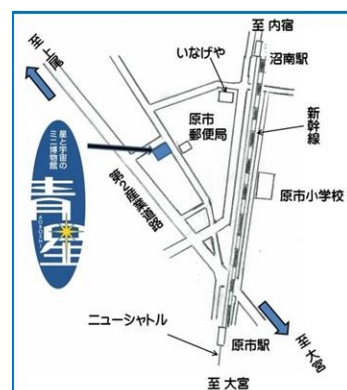 至 内宿
至上尾
沼南駅
いなげや
新幹線
原市
郵便局
星と宇宙の
ミニ博物館
青星
AOBOSHI
原市小学校
第2産業道路
ニューシャトル
至大宮
原市駅
至 大宮